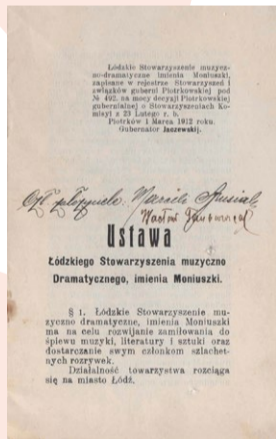 Łódzkie Stowarzyszenie muzycz-
no-dramatyczne imienia Moniuszki,
zapisane w rejestrze Stowarzyszeń i
związków guberni Piotrkowskiej pod
№ 492, na mocy decyzji Piotrkowskiej
gubernialnej o Stowarzyszeniach Ko-
misyi z 23 Lutego r. b.
Piotrków 1 Marca 1912 roku.
Gubernator Jaczewskij.
Ustawa
Łódzkiego Stowarzyszenia muzyczno
Dramatycznego, imienia Moniuszki.
§ 1. Łódzkie Stowarzyszenie mu-
zyczno dramatyczne, imienia Moniuszki
ma na celu rozwijanie zamiłowania do
śpiewu muzyki, literatury i sztuki oraz
dostarczanie swym członkom szlachet-
nych rozrywek.
Działalność towarzystwa rozciąga
się na miasto Łódź.